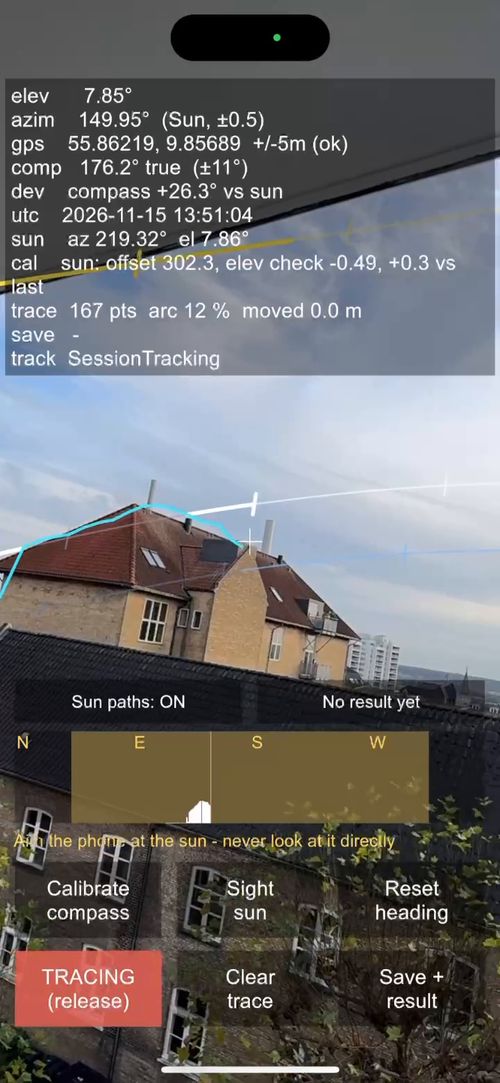 elev 7.85°
azim 149.95° (Sun, ±0.5)
gps 55.86219, 9.85689 +/-5m (ok)
comp 176.2° true (±11°)
dev compass +26.3° vs sun
utc 2026-11-15 13:51:04
sun az 219.32° el 7.86°
cal sun: offset 302.3, elev check -0.49, +0.3 vs
last
trace 167 pts arc 12 % moved 0.0 m
save -
track SessionTracking
Sun paths: ON
No result yet
N E S W
Aim the phone at the sun - never look at it directly
Calibrate
compass
Sight
sun
Reset
heading
TRACING
(release)
Clear
trace
Save +
result